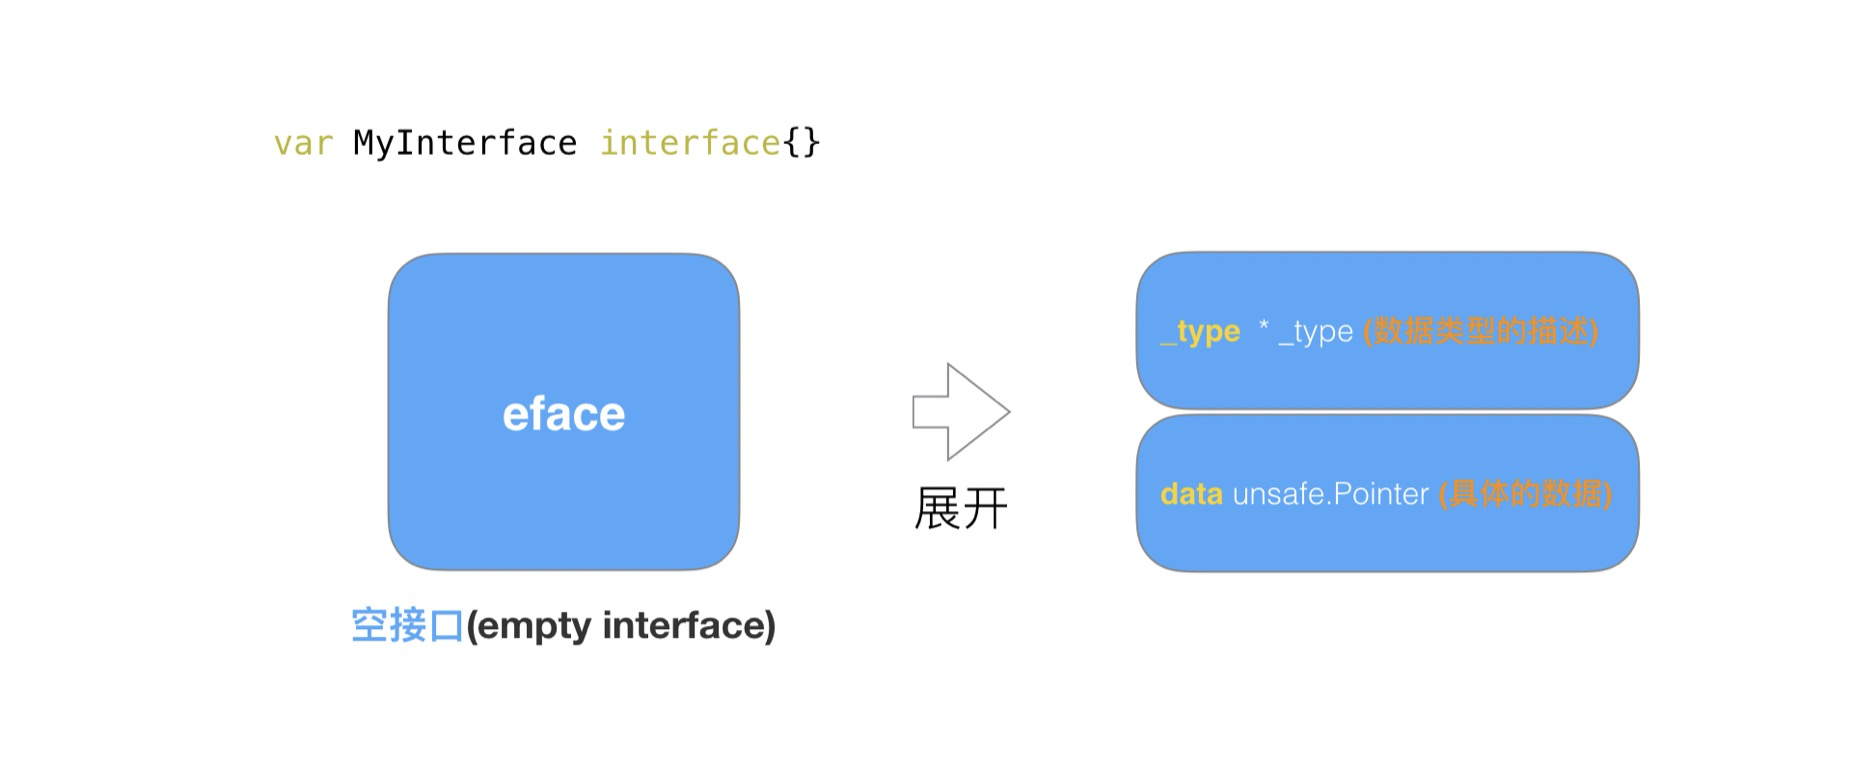 var MyInterface interface{}
eface
空接口(empty interface)
展开
_type * _type (数据类型的描述)
data unsafe.Pointer (具体的数据)